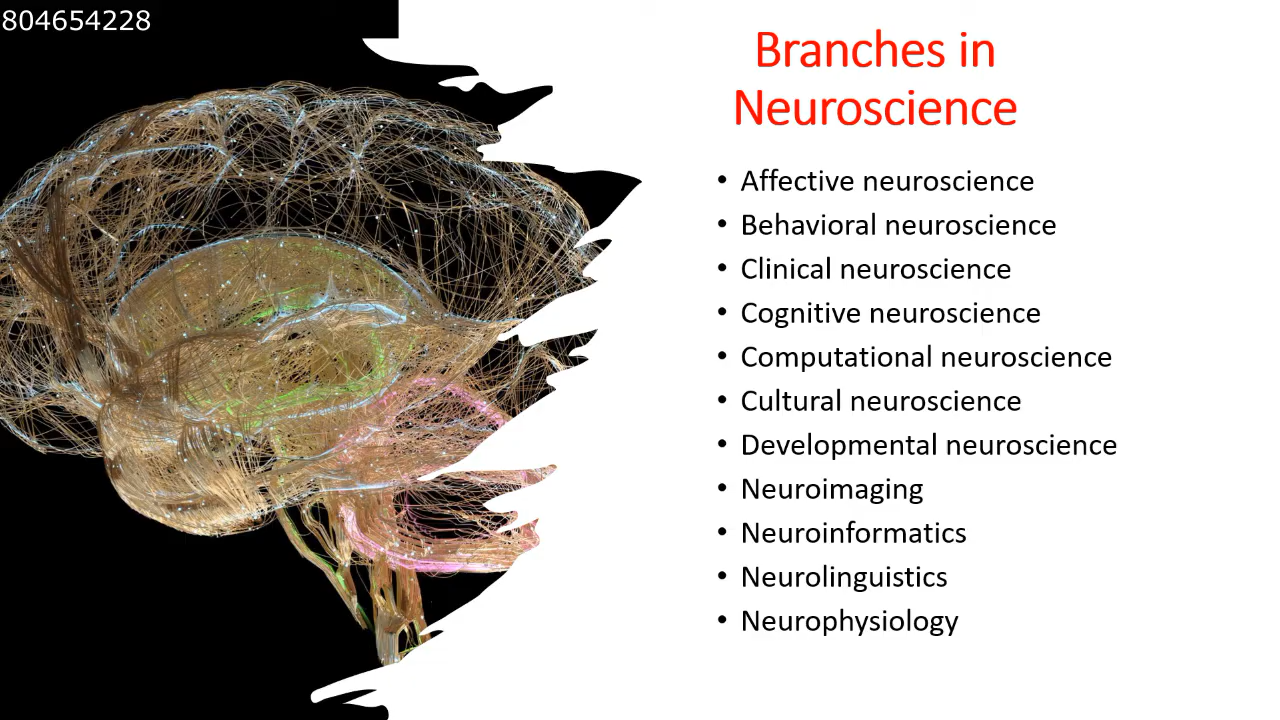 804654228
Branches in
Neuroscience
• Affective neuroscience
• Behavioral neuroscience
• Clinical neuroscience
• Cognitive neuroscience
• Computational neuroscience
• Cultural neuroscience
• Developmental neuroscience
• Neuroimaging
• Neuroinformatics
• Neurolinguistics
• Neurophysiology